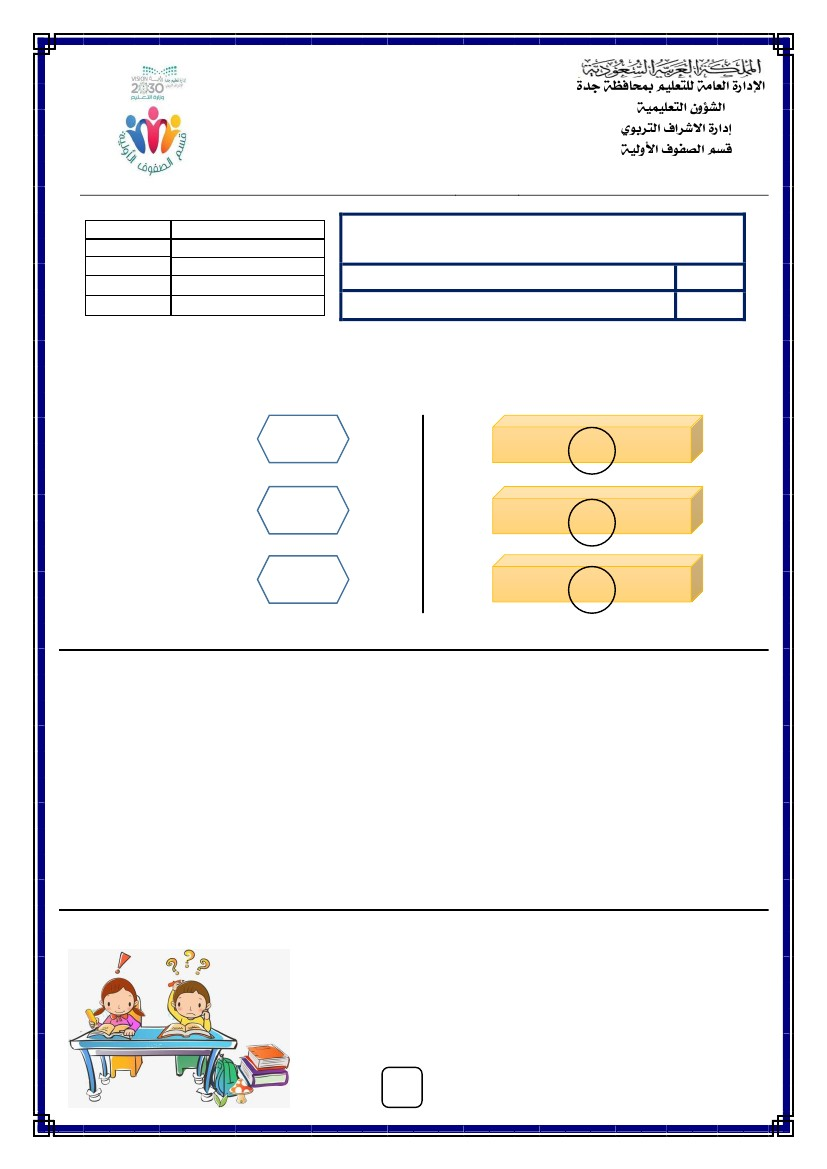 المملكة العربية السعودية
الإدارة العامة للتعليم بمحافظة جدة
الشؤون التعليمية
إدارة الاشراف التربوي
قسم الصفوف الأولية
VISION رؤية
2030
وزارة التعليم
قسم الصفوف الأولية